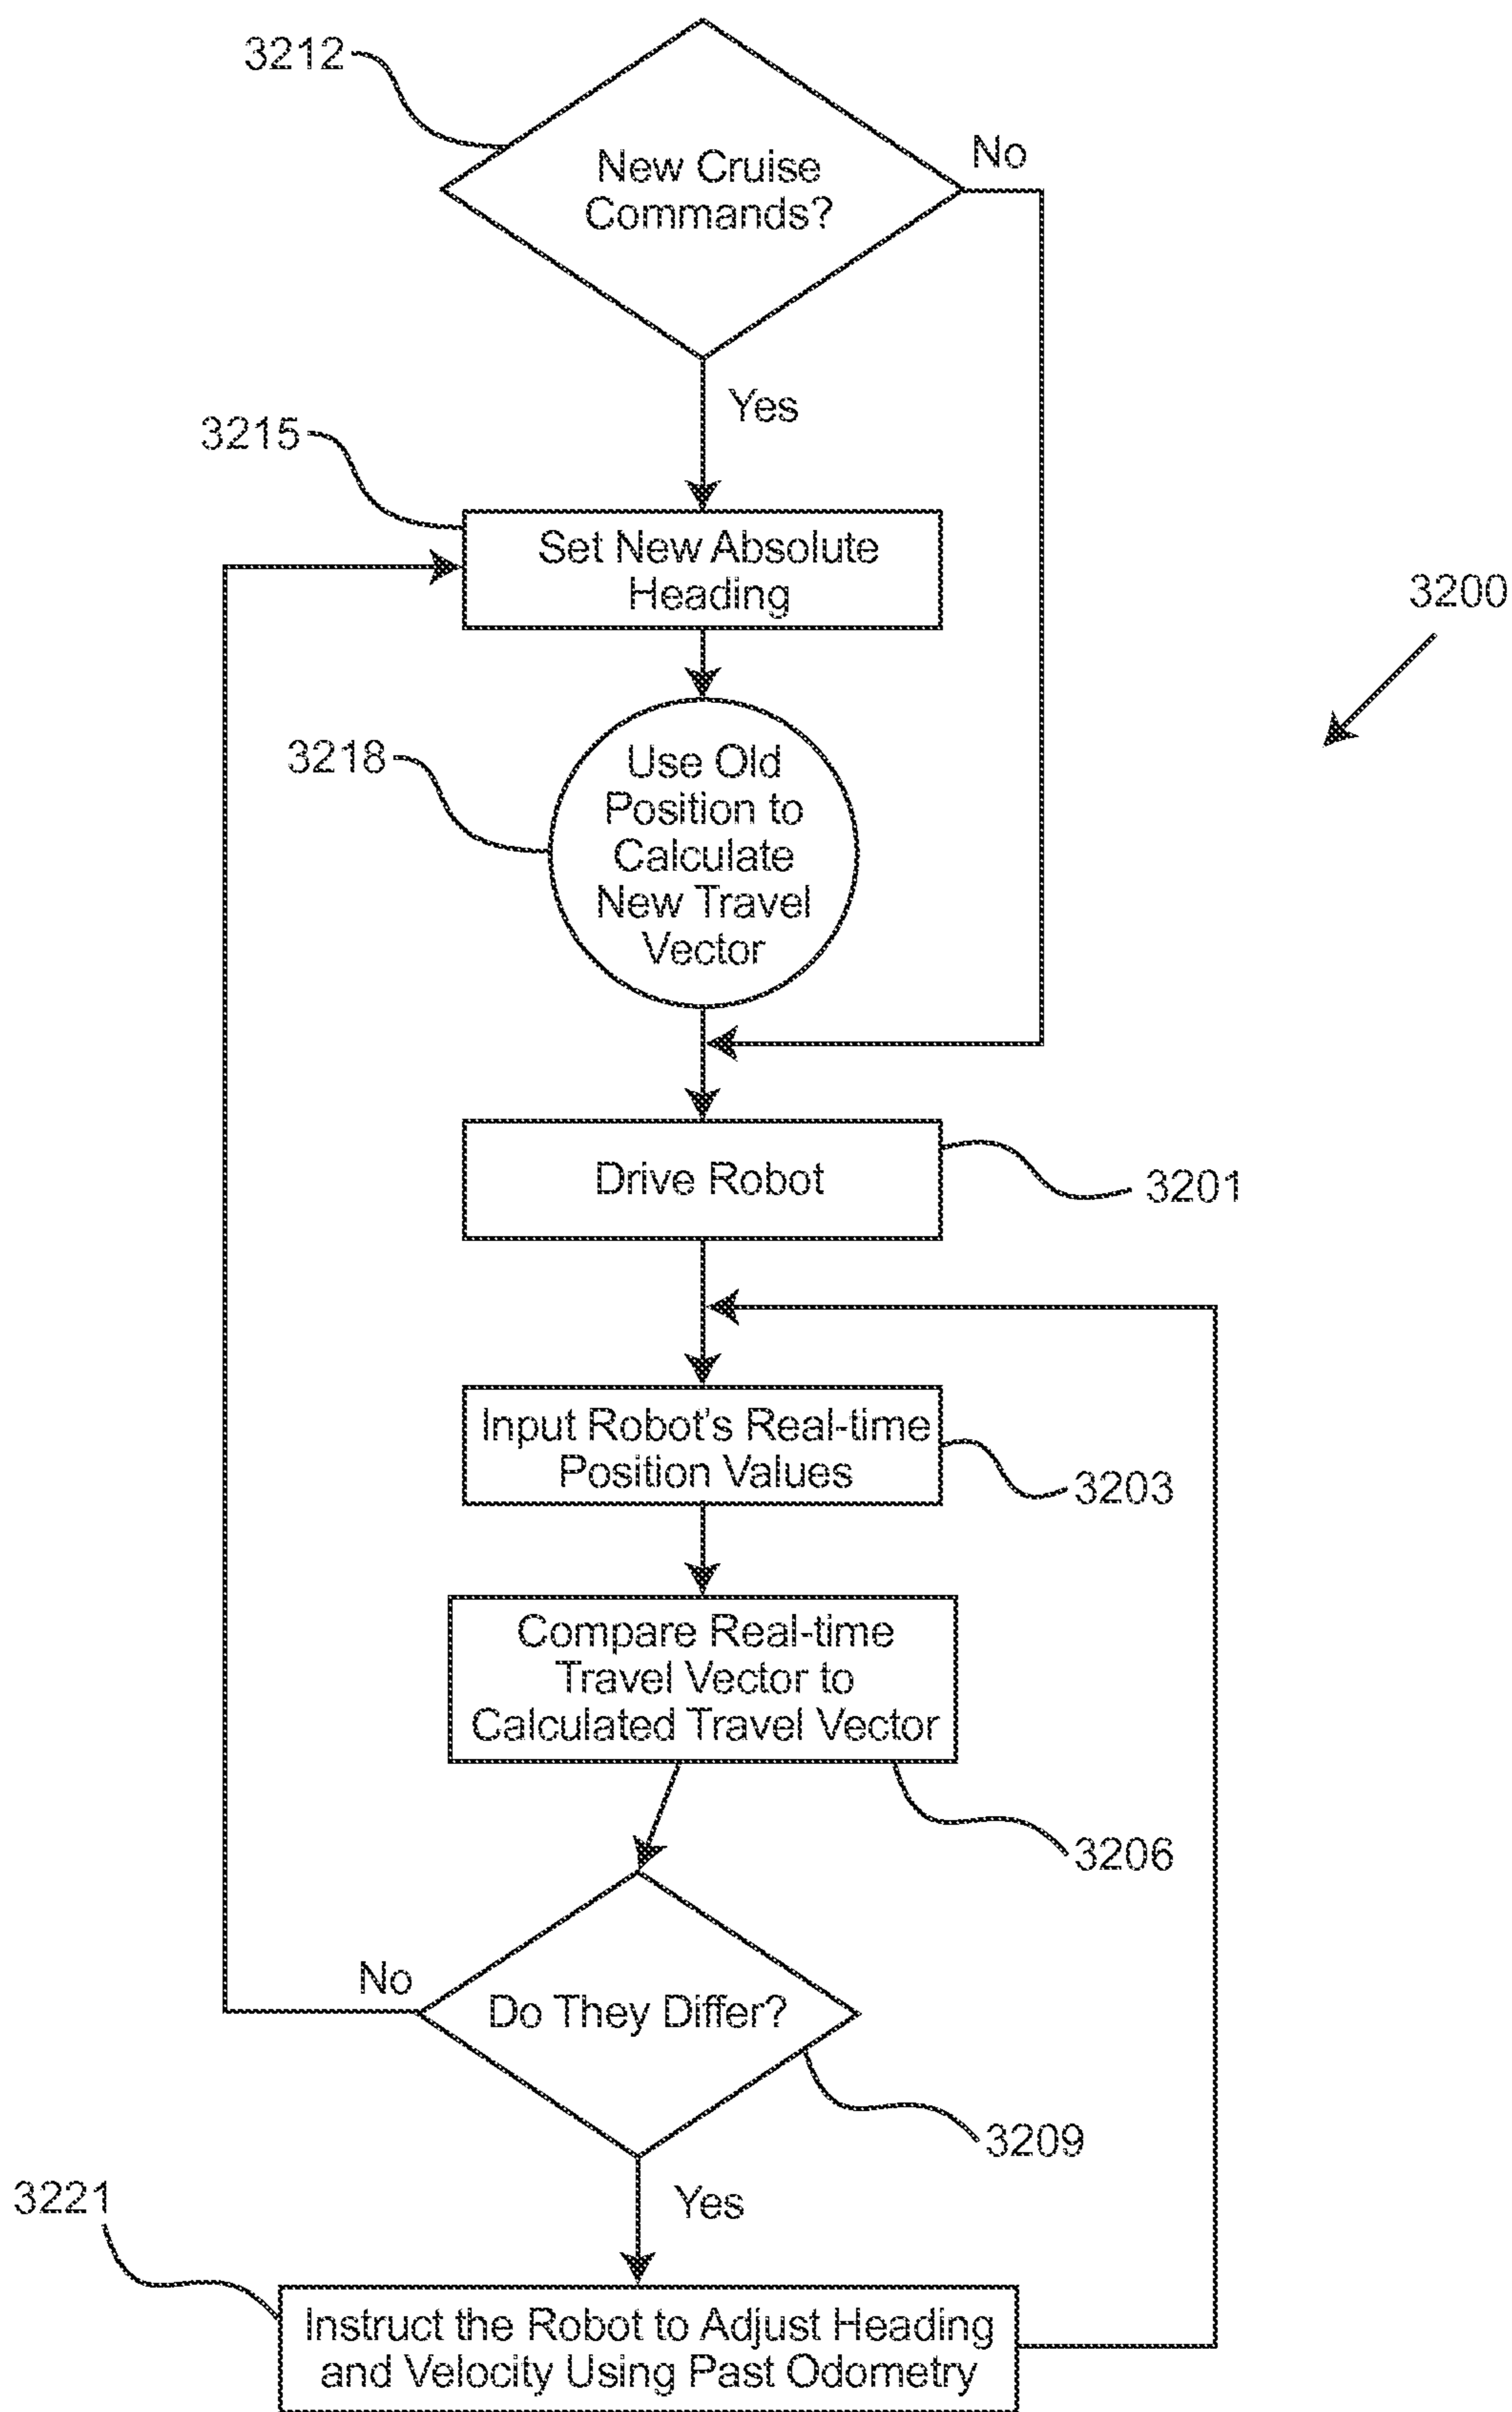 3212
No
New Cruise
Commands?
Yes
3215
Set New Absolute
Heading
3200
3218
Use Old
Position to
Calculate
New Travel
Vector
Drive Robot
3201
Input Robot's Real-time
Position Values
3203
Compare Real-time
Travel Vector to
Calculated Travel Vector
3206
No
Do They Differ?
3209
Yes
3221
Instruct the Robot to Adjust Heading
and Velocity Using Past Odometry